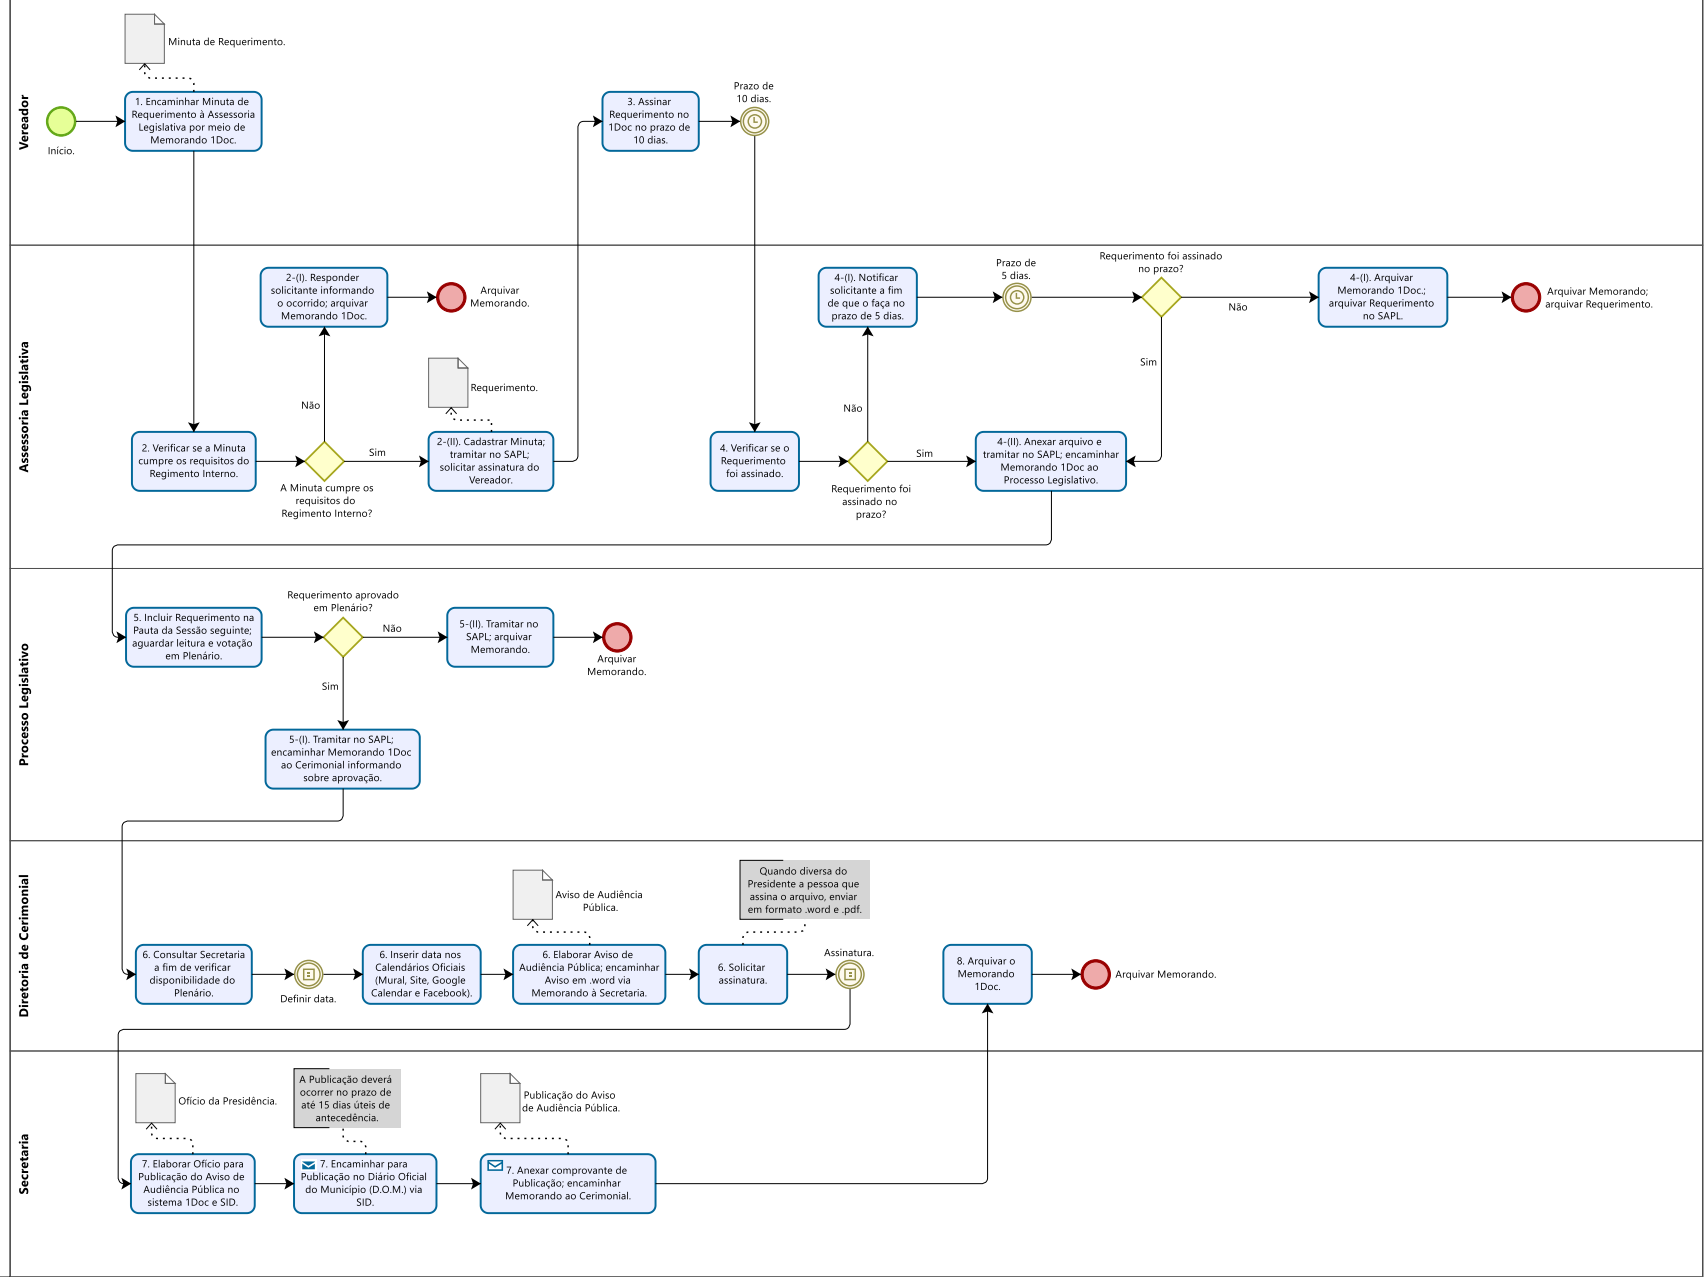 Vereador
Minuta de Requerimento.
Início.
1. Encaminhar Minuta de
Requerimento à Assessoria
Legislativa por meio de
Memorando 1Doc.
3. Assinar
Requerimento no
1Doc no prazo de
10 dias.
Prazo de
10 dias.
Assessoria Legislativa
2-(I). Responder
solicitante informando
o ocorrido; arquivar
Memorando 1Doc.
Arquivar
Memorando.
Não
Requerimento.
2. Verificar se a Minuta
cumpre os requisitos do
Regimento Interno.
A Minuta cumpre os
requisitos do
Regimento Interno?
Sim
2-(II). Cadastrar Minuta;
tramitar no SAPL;
solicitar assinatura do
Vereador.
4. Verificar se o
Requerimento
foi assinado.
Requerimento foi
assinado no
prazo?
Não
Sim
4-(I). Notificar
solicitante a fim
de que o faça no
prazo de 5 dias.
Prazo de
5 dias.
Requerimento foi assinado
no prazo?
Não
Sim
4-(I). Arquivar
Memorando 1Doc.;
arquivar Requerimento
no SAPL.
Arquivar Memorando;
arquivar Requerimento.
4-(II). Anexar arquivo e
tramitar no SAPL; encaminhar
Memorando 1Doc ao
Processo Legislativo.
Processo Legislativo
5. Incluir Requerimento na
Pauta da Sessão seguinte;
aguardar leitura e votação
em Plenário.
Requerimento aprovado
em Plenário?
Não
Sim
5-(II). Tramitar no
SAPL; arquivar
Memorando.
Arquivar
Memorando.
5-(I). Tramitar no SAPL;
encaminhar Memorando 1Doc
ao Cerimonial informando
sobre aprovação.
Diretoria de Cerimonial
6. Consultar Secretaria
a fim de verificar
disponibilidade do
Plenário.
Definir data.
6. Inserir data nos
Calendários Oficiais
(Mural, Site, Google
Calendar e Facebook).
Aviso de Audiência
Pública.
6. Elaborar Aviso de
Audiência Pública; encaminhar
Aviso em .word via
Memorando à Secretaria.
Quando diversa do
Presidente a pessoa que
assina o arquivo, enviar
em formato .word e .pdf.
6. Solicitar
assinatura.
Assinatura.
8. Arquivar o
Memorando
1Doc.
Arquivar Memorando.
Secretaria
Ofício da Presidência.
7. Elaborar Ofício para
Publicação do Aviso de
Audiência Pública no
sistema 1Doc e SID.
A Publicação deverá
ocorrer no prazo de
até 15 dias úteis de
antecedência.
7. Encaminhar para
Publicação no Diário Oficial
do Município (D.O.M.) via
SID.
Publicação do Aviso
de Audiência Pública.
7. Anexar comprovante de
Publicação; encaminhar
Memorando ao Cerimonial.